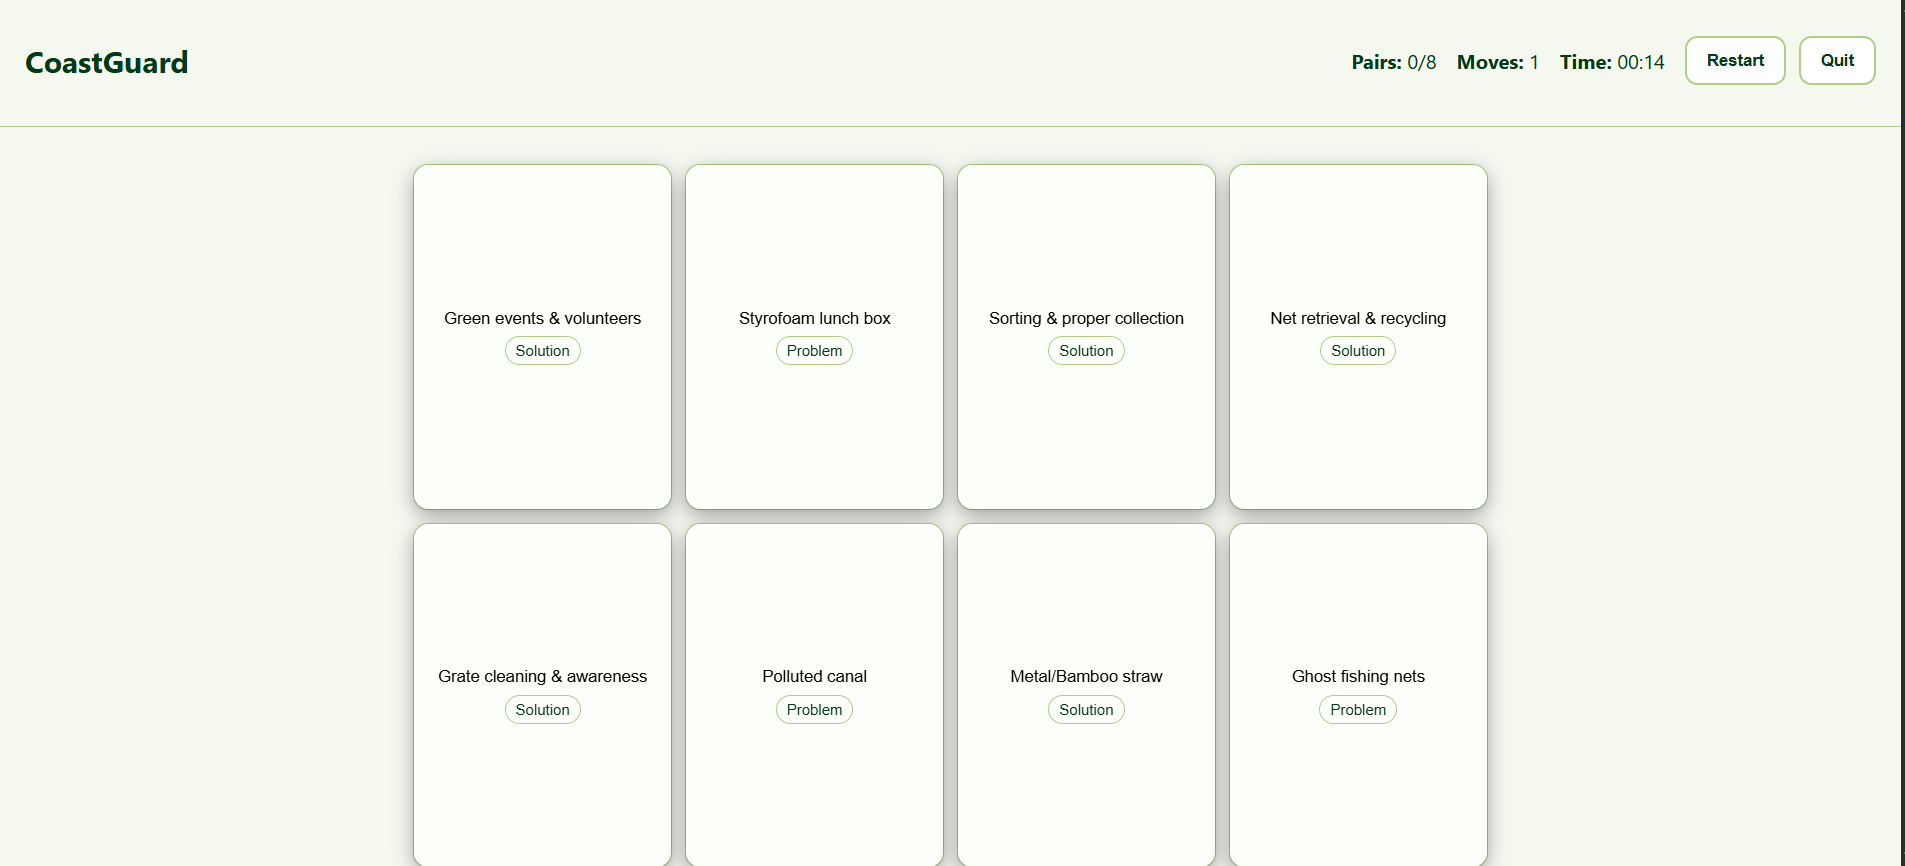 CoastGuard
Pairs: 0/8 Moves: 1 Time: 00:14 Restart Quit
Green events & volunteers
Solution
Styrofoam lunch box
Problem
Sorting & proper collection
Solution
Net retrieval & recycling
Solution
Grate cleaning & awareness
Solution
Polluted canal
Problem
Metal/Bamboo straw
Solution
Ghost fishing nets
Problem